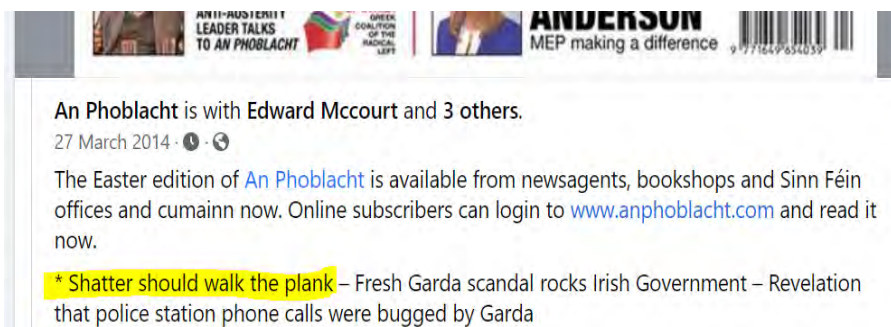 ANTI-AUSTERITY
LEADER TALKS
TO AN PHOBLACHT
GREEK
COALITION
OF THE
RADICAL
LEFT
ANDERSON
MEP making a difference
9 771649 654039
An Phoblacht is with Edward Mccourt and 3 others.
27 March 2014 ·
The Easter edition of An Phoblacht is available from newsagents, bookshops and Sinn Féin
offices and cumainn now. Online subscribers can login to www.anphoblacht.com and read it
now.
* Shatter should walk the plank – Fresh Garda scandal rocks Irish Government – Revelation
that police station phone calls were bugged by Garda